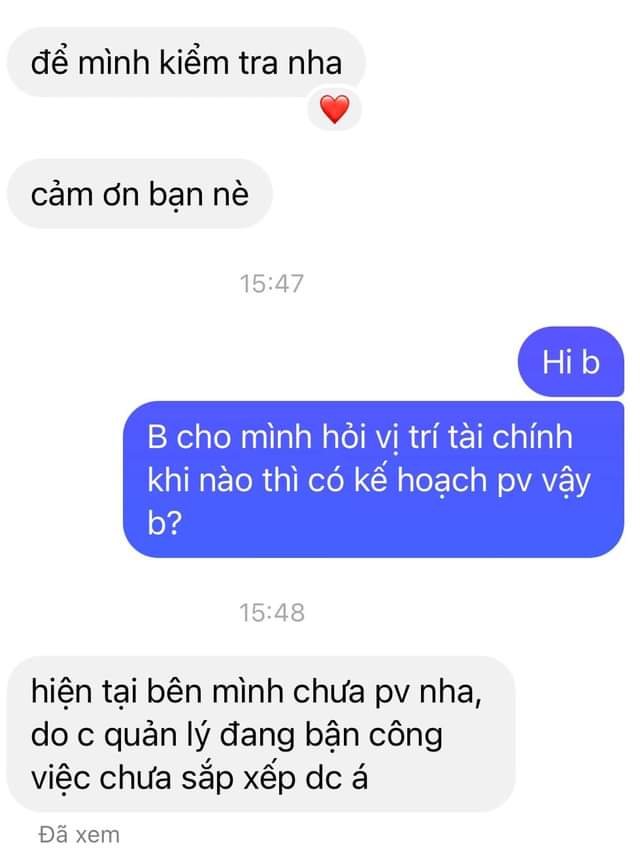 để mình kiểm tra nha
cảm ơn bạn nè
15:47
Hi b
B cho mình hỏi vị trí tài chính
khi nào thì có kế hoạch pv vậy
b?
15:48
hiện tại bên mình chưa pv nha,
do c quản lý đang bận công
việc chưa sắp xếp dc á
Đã xem